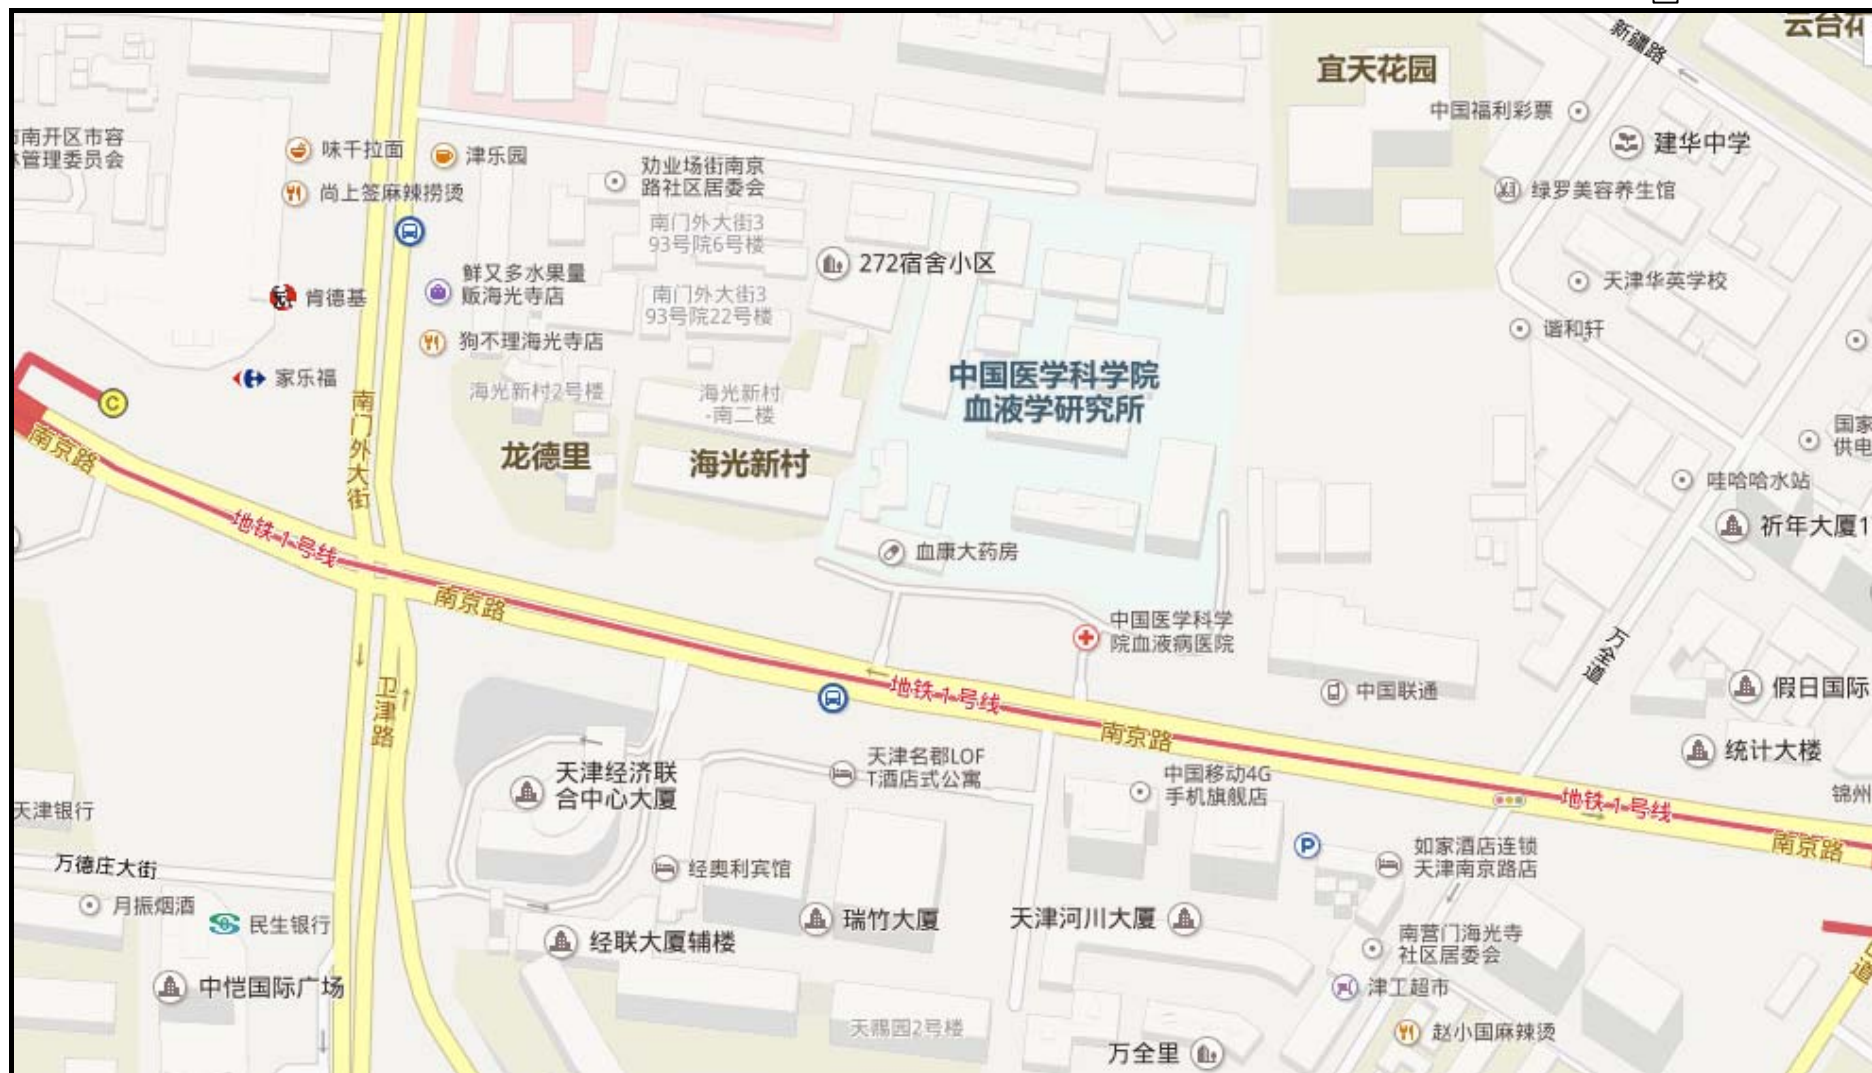 新疆路
宜天花园
中国福利彩票
建华中学
南开区市容
管理委员会
味千拉面
津乐园
劝业场街南京
路社区居委会
尚上签麻辣捞烫
绿罗美容养生馆
南门外大街3
93号院6号楼
272宿舍小区
鲜又多水果量
贩海光寺店
天津华英学校
肯德基
南门外大街3
93号院22号楼
谐和轩
狗不理海光寺店
家乐福
海光新村2号楼
海光新村
-南二楼
中国医学科学院
血液学研究所
C
南门外大街
南京路
龙德里
海光新村
国家
供电
哇哈哈水站
祈年大厦1
地铁1号线
血康大药房
南京路
中国医学科学
院血液病医院
万全道
卫津路
地铁1号线
中国联通
假日国际
南京路
统计大楼
天津经济联
合中心大厦
天津名郡LOF
T酒店式公寓
中国移动4G
手机旗舰店
地铁1号线
锦州
天津银行
南京路
P
如家酒店连锁
天津南京路店
万德庄大街
经奥利宾馆
月振烟酒
民生银行
瑞竹大厦
天津河川大厦
经联大厦辅楼
南营门海光寺
社区居委会
道
中恺国际广场
津工超市
天赐园2号楼
赵小国麻辣烫
万全里